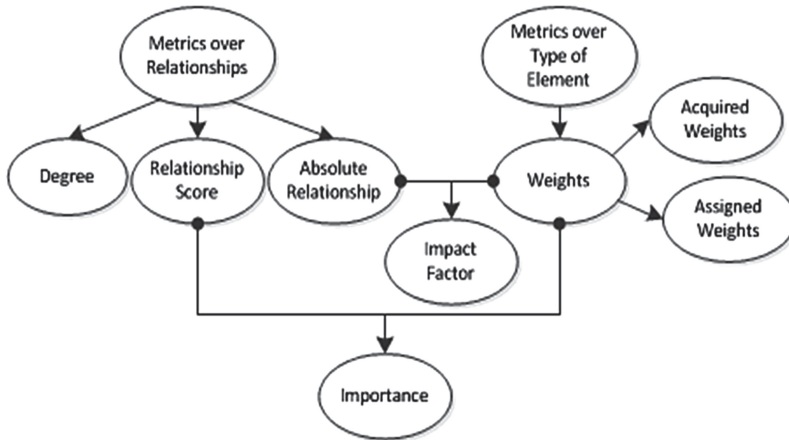 Metrics over
Relationships
Metrics over
Type of
Element
Degree
Relationship
Score
Absolute
Relationship
Weights
Acquired
Weights
Assigned
Weights
Impact
Factor
Importance